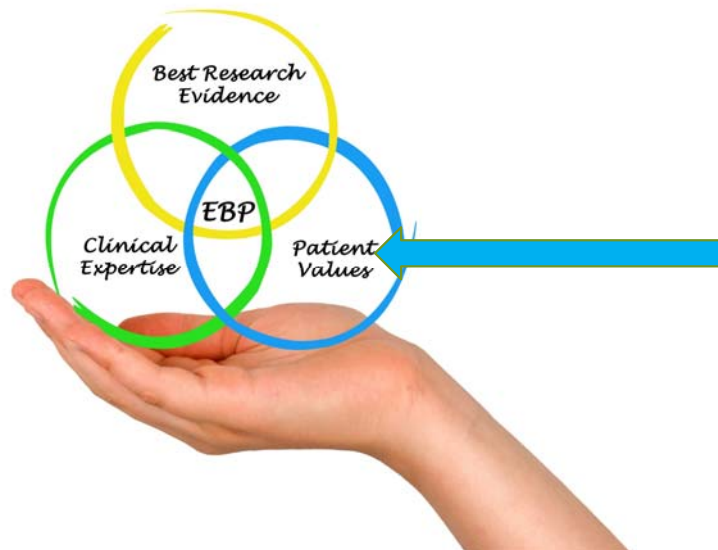 Best Research
Evidence
EBP
Clinical
Expertise
Patient
Values